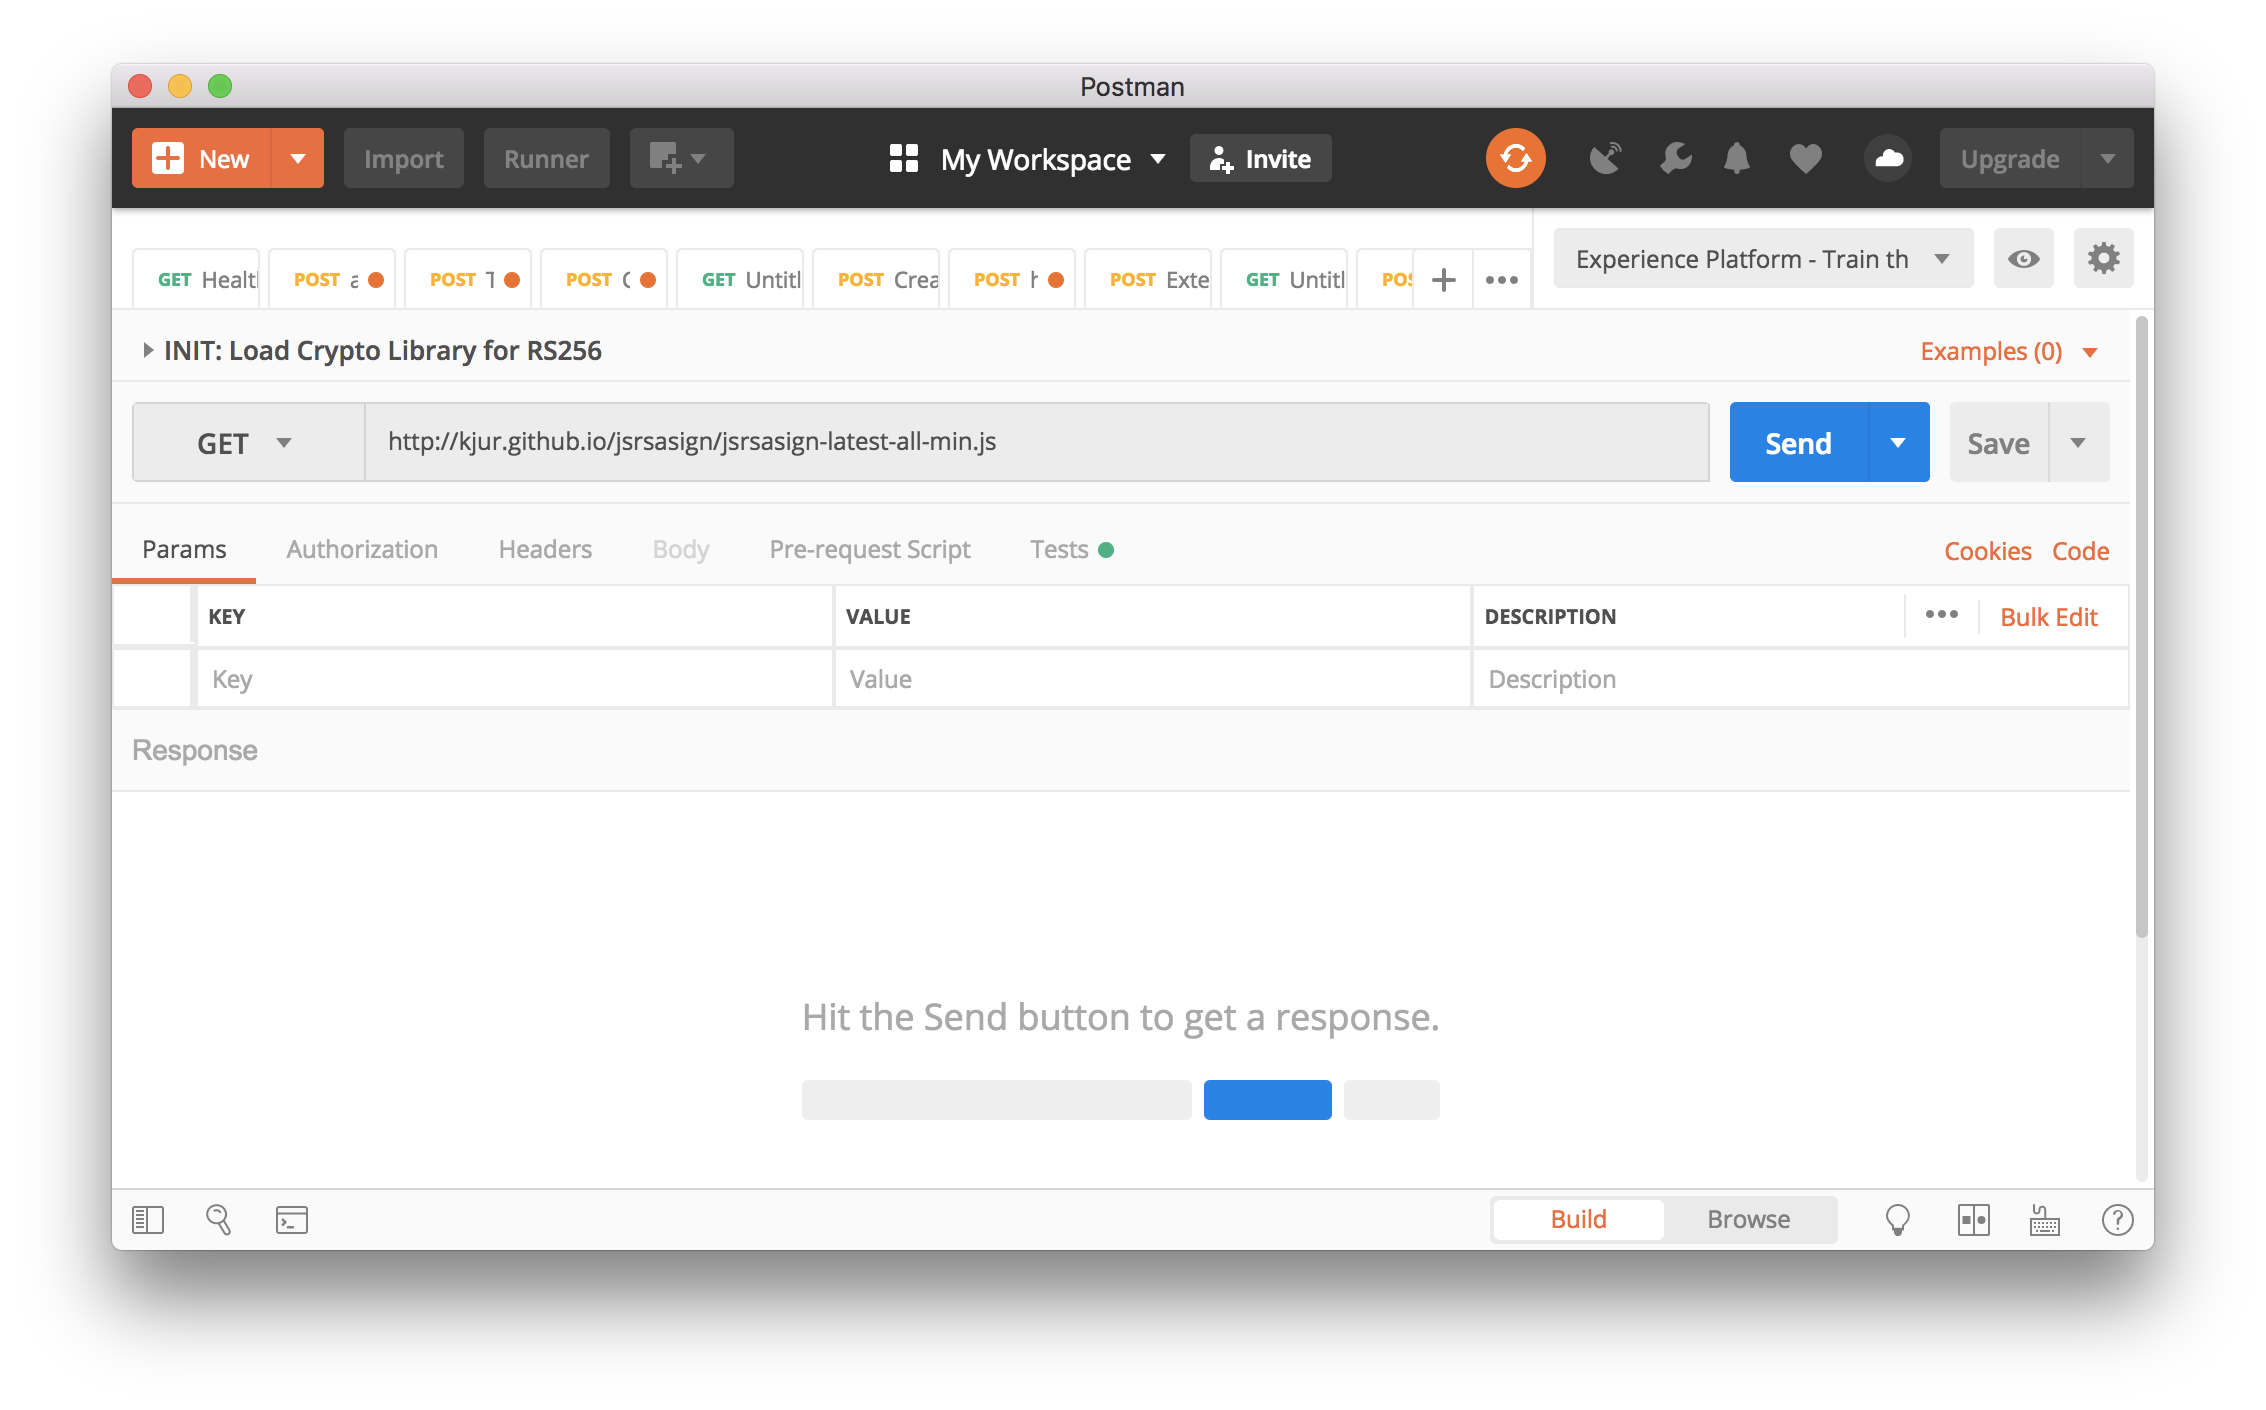 Postman
New Import Runner My Workspace Invite Upgrade
GET Healt POST a POST T POST GET Untitl POST Crea POST h POST Exte GET Untitl POS Experience Platform - Train th
INIT: Load Crypto Library for RS256 Examples (0)
GET http://kjur.github.io/jsrsasign/jsrsasign-latest-all-min.js Send Save
Params Authorization Headers Body Pre-request Script Tests Cookies Code
KEY VALUE DESCRIPTION Bulk Edit
Key Value Description
Response
Hit the Send button to get a response.
Build Browse